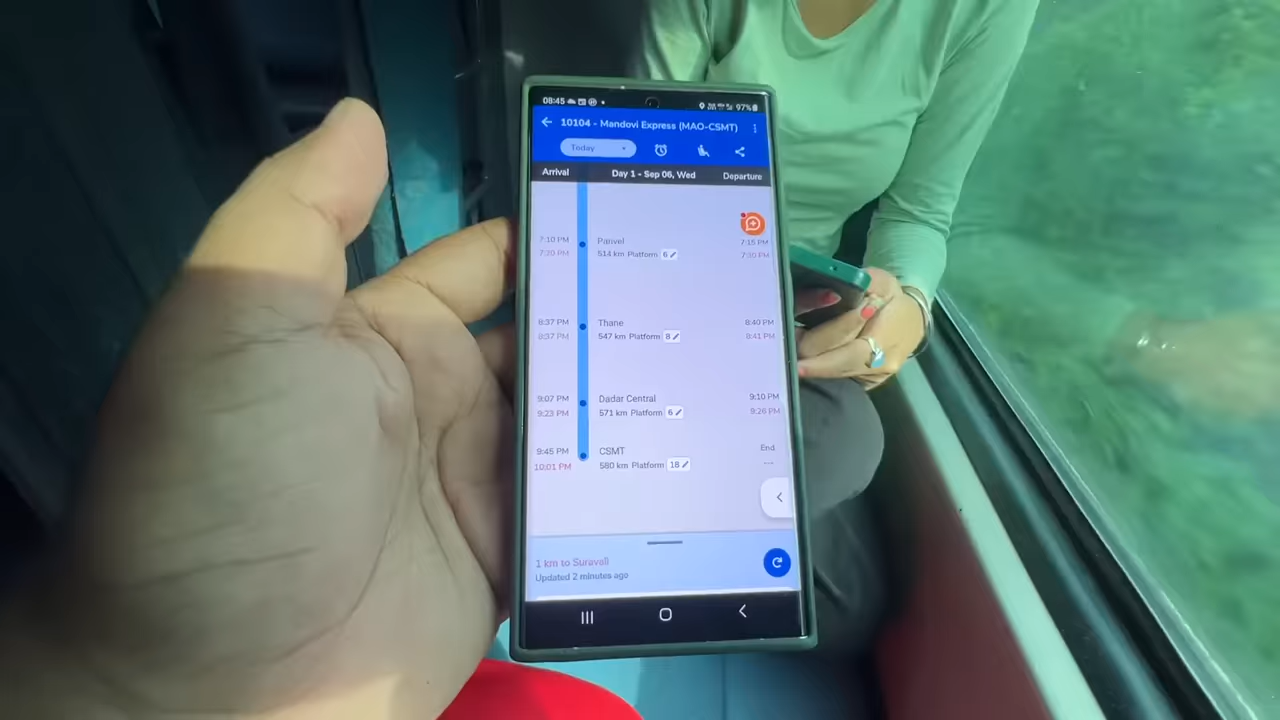 08:45 97%
10104 - Mandovi Express (MAO-CSMT)
Today
Arrival Day 1 - Sep 06, Wed Departure
7:10 PM Panvel 7:15 PM
7:20 PM 514 km Platform 6 7:30 PM
8:37 PM Thane 8:40 PM
8:37 PM 547 km Platform 8 8:41 PM
9:07 PM Dadar Central 9:10 PM
9:23 PM 571 km Platform 6 9:26 PM
9:45 PM CSMT End
10:01 PM 580 km Platform 18 ---
1 km to Suravali
Updated 2 minutes ago